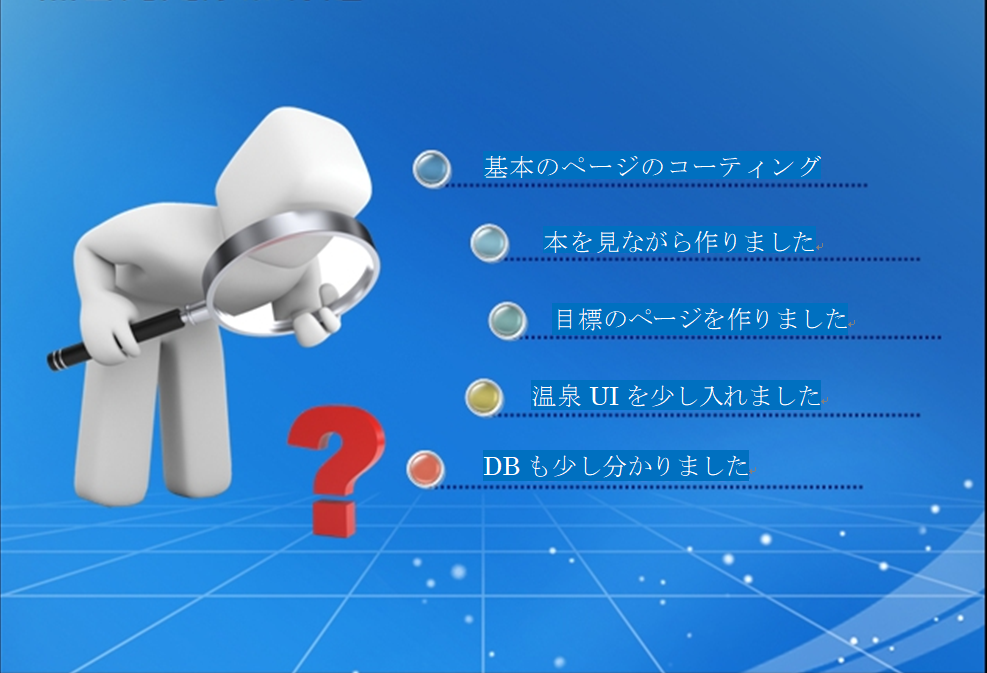 基本のページのコーティング
本を見ながら作りました
目標のページを作りました
温泉 UI を少し入れました
DB も少し分かりました